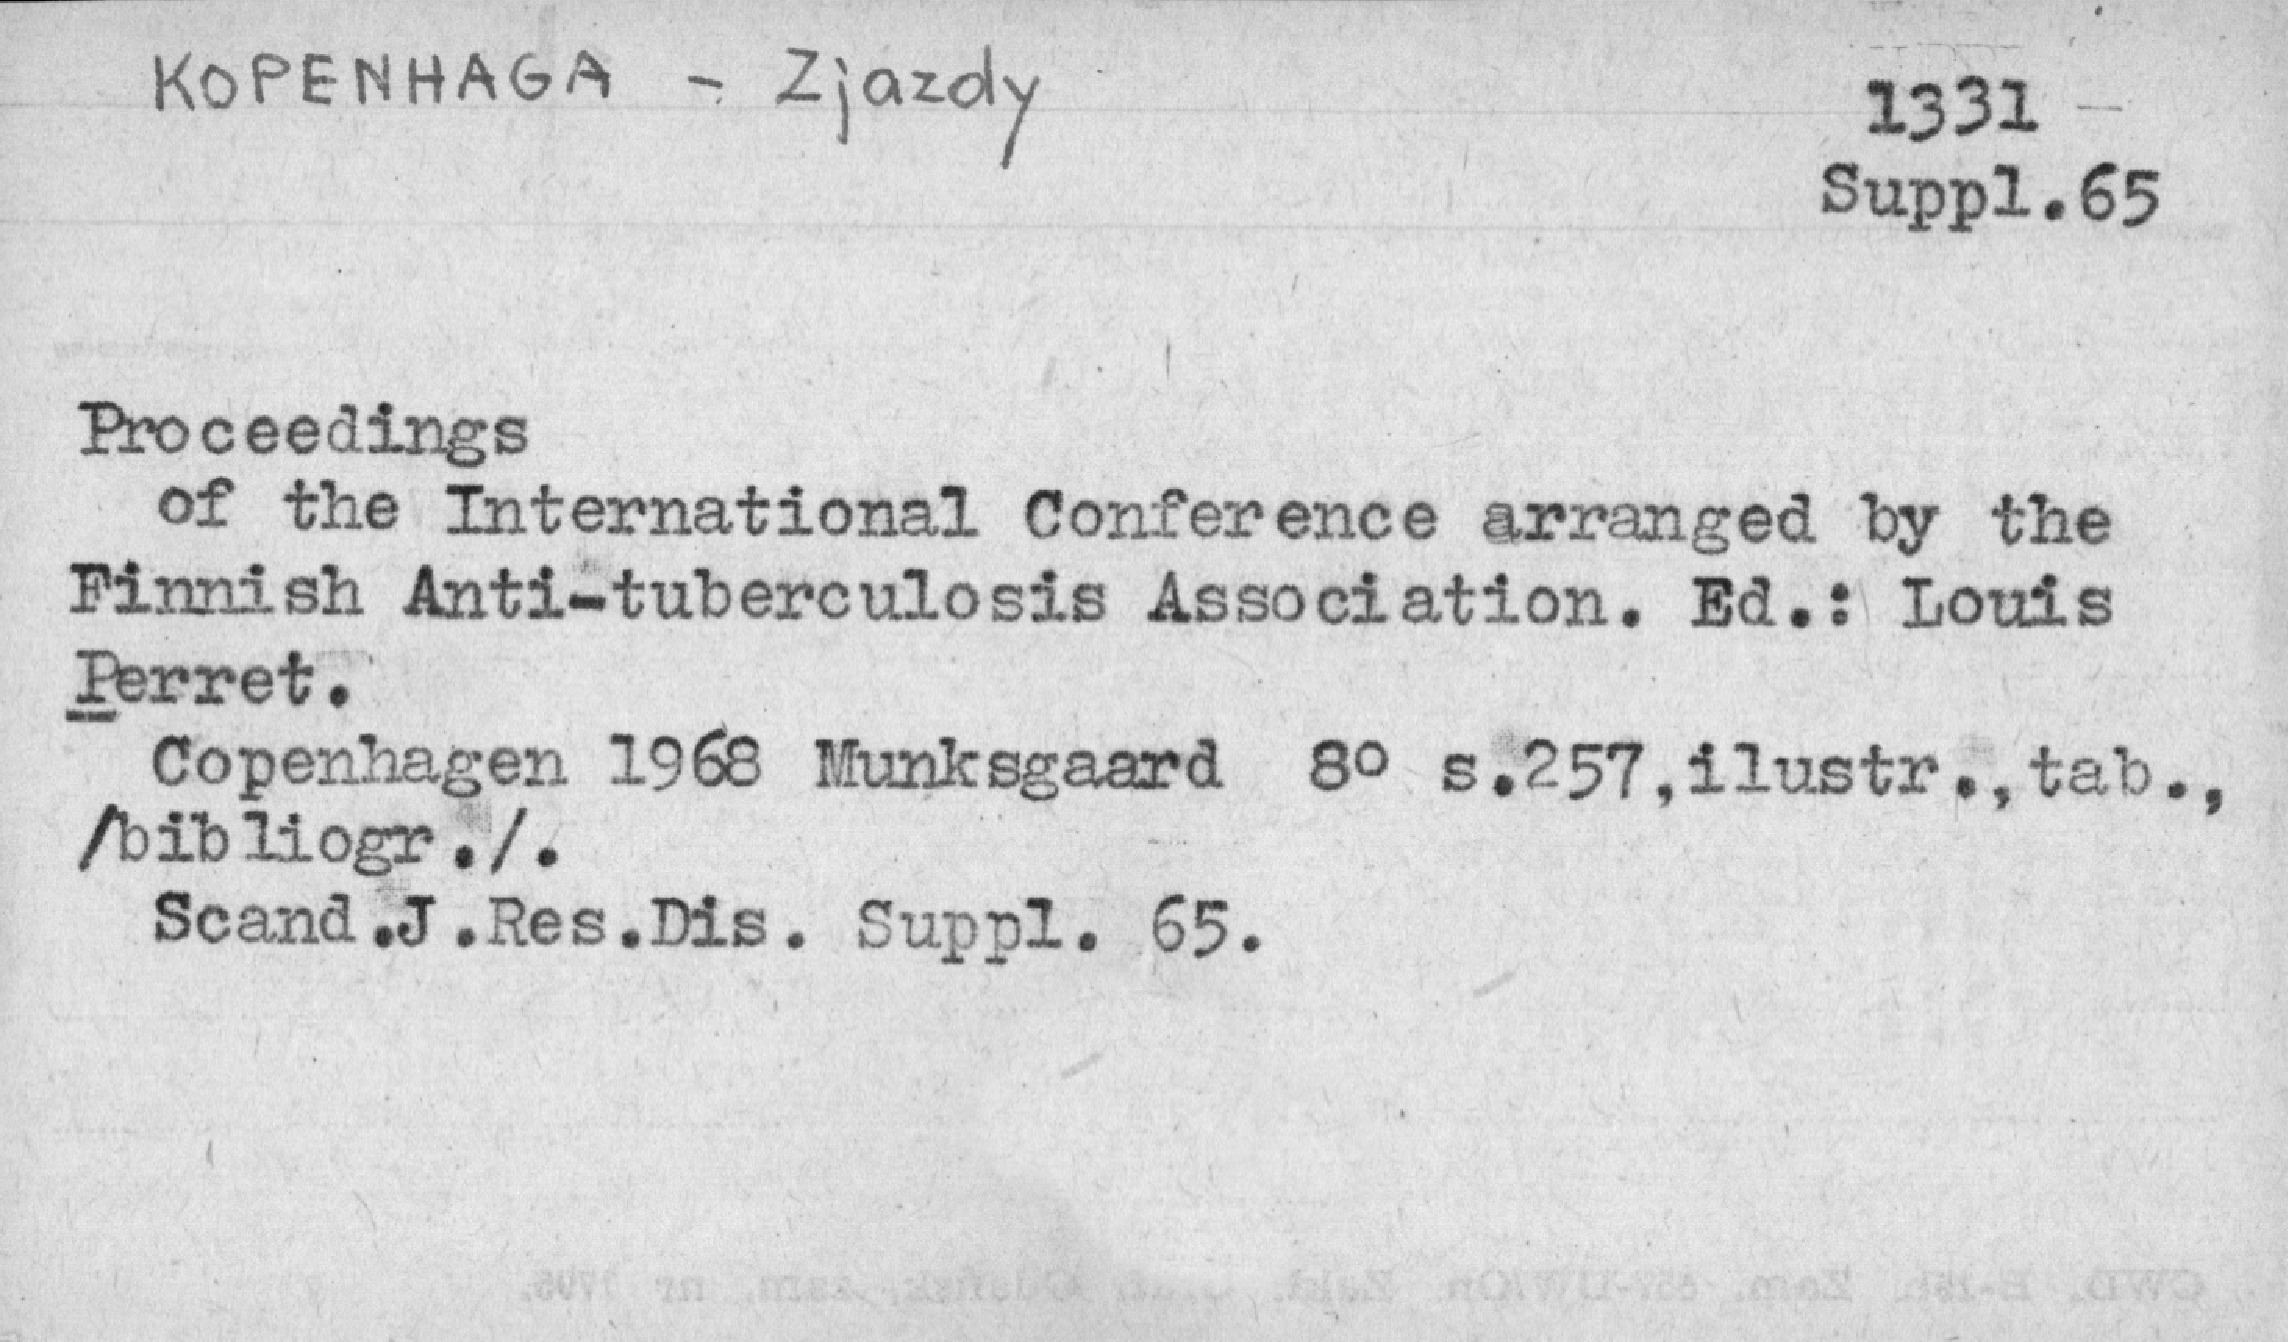 KOPENHAGA - Zjazdy
1331
Suppl.65
Proceedings
of the International Conference arranged by the
Finnish Anti-tuberculosis Association. Ed.: Louis
Perret.
Copenhagen 1968 Munksgaard 8o s.257,ilustr.,tab.,
/bibliogr./.
Scand.J.Res.Dis. Suppl. 65.